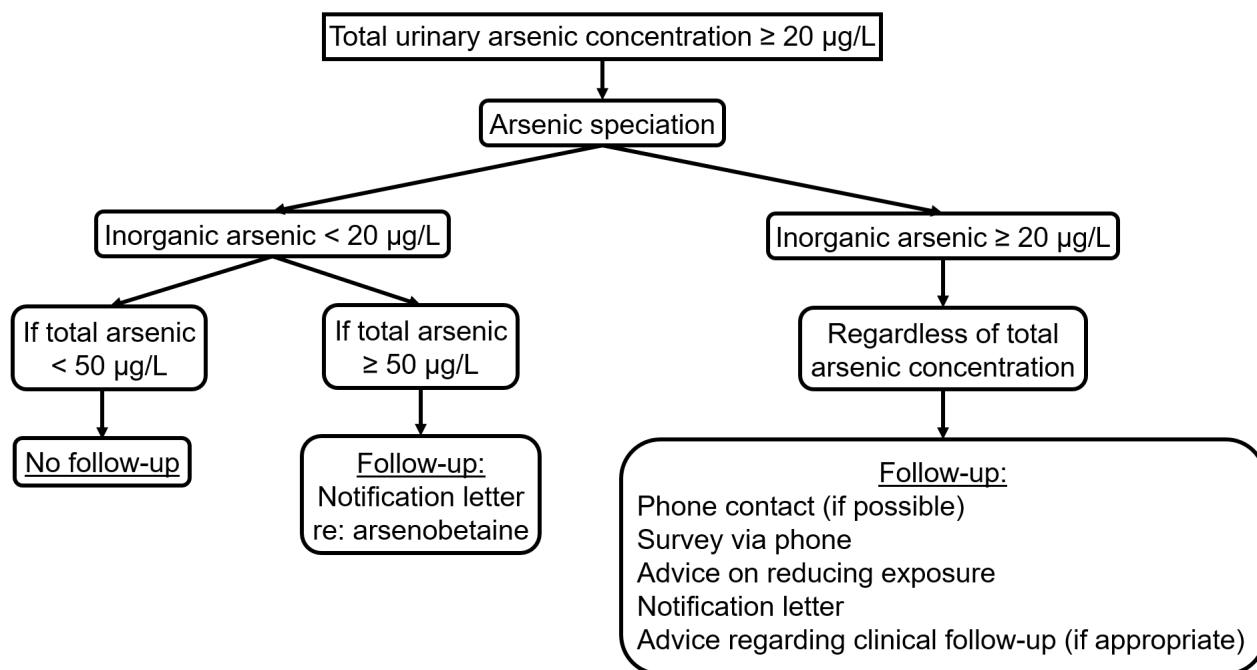 Total urinary arsenic concentration ≥ 20 µg/L
Arsenic speciation
Inorganic arsenic < 20 µg/L
Inorganic arsenic ≥ 20 µg/L
If total arsenic
< 50 µg/L
If total arsenic
≥ 50 µg/L
Regardless of total
arsenic concentration
No follow-up
Follow-up:
Notification letter
re: arsenobetaine
Follow-up:
Phone contact (if possible)
Survey via phone
Advice on reducing exposure
Notification letter
Advice regarding clinical follow-up (if appropriate)